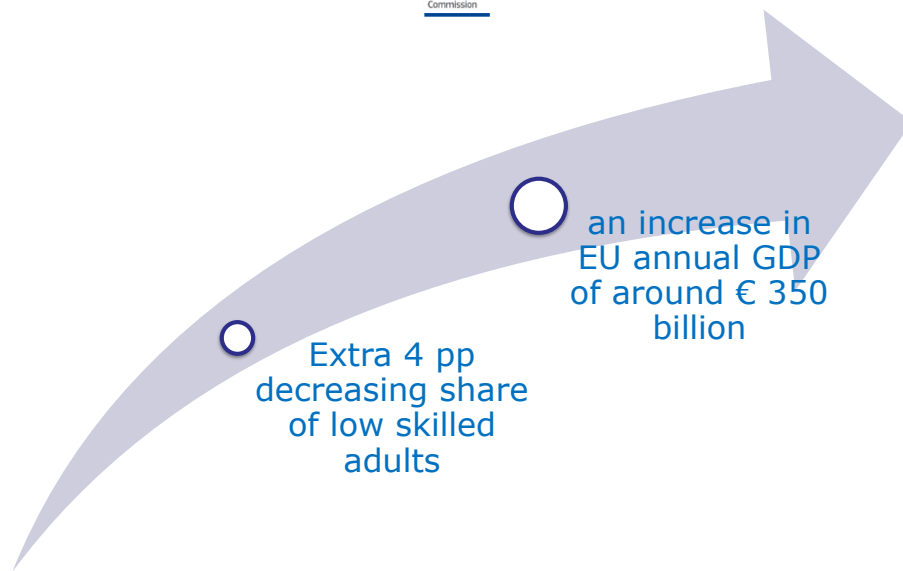 Commission
Extra 4 pp
decreasing share
of low skilled
adults
an increase in
EU annual GDP
of around € 350
billion